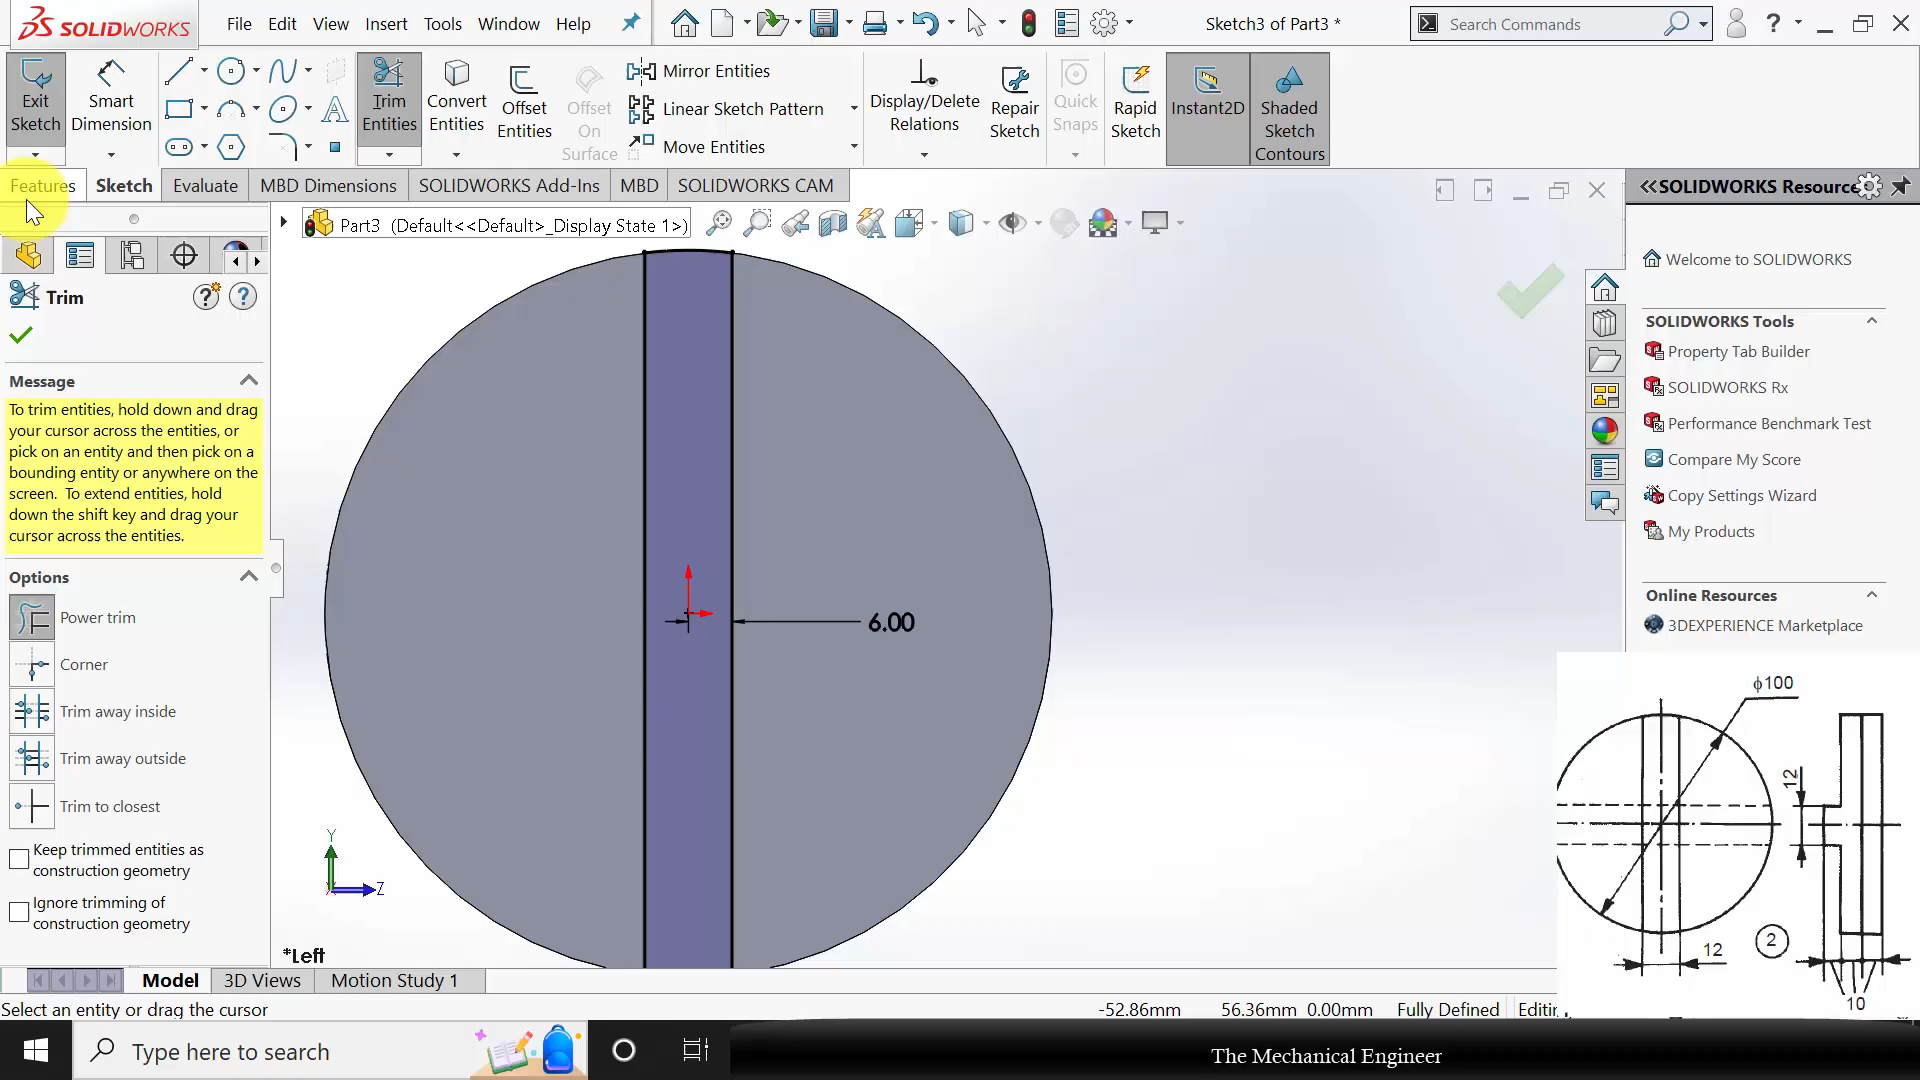 SOLIDWORKS
File Edit View Insert Tools Window Help
Sketch3 of Part3 *
Search Commands
Exit Sketch
Smart Dimension
Trim Entities
Convert Entities
Offset Entities
Offset On Surface
Mirror Entities
Linear Sketch Pattern
Move Entities
Display/Delete Relations
Repair Sketch
Quick Snaps
Rapid Sketch
Instant2D
Shaded Sketch Contours
Features Sketch Evaluate MBD Dimensions SOLIDWORKS Add-Ins MBD SOLIDWORKS CAM
SOLIDWORKS Resource
Part3 (Default<<Default>_Display State 1>)
Welcome to SOLIDWORKS
SOLIDWORKS Tools
Property Tab Builder
SOLIDWORKS Rx
Performance Benchmark Test
Compare My Score
Copy Settings Wizard
My Products
Online Resources
3DEXPERIENCE Marketplace
Trim
Message
To trim entities, hold down and drag
your cursor across the entities, or
pick on an entity and then pick on a
bounding entity or anywhere on the
screen. To extend entities, hold
down the shift key and drag your
cursor across the entities.
Options
Power trim
Corner
Trim away inside
Trim away outside
Trim to closest
Keep trimmed entities as
construction geometry
Ignore trimming of
construction geometry
6.00
Y
Z
*Left
ϕ100
12
12
2
10
Model 3D Views Motion Study 1
Select an entity or drag the cursor
-52.86mm 56.36mm 0.00mm Fully Defined
Type here to search
The Mechanical Engineer